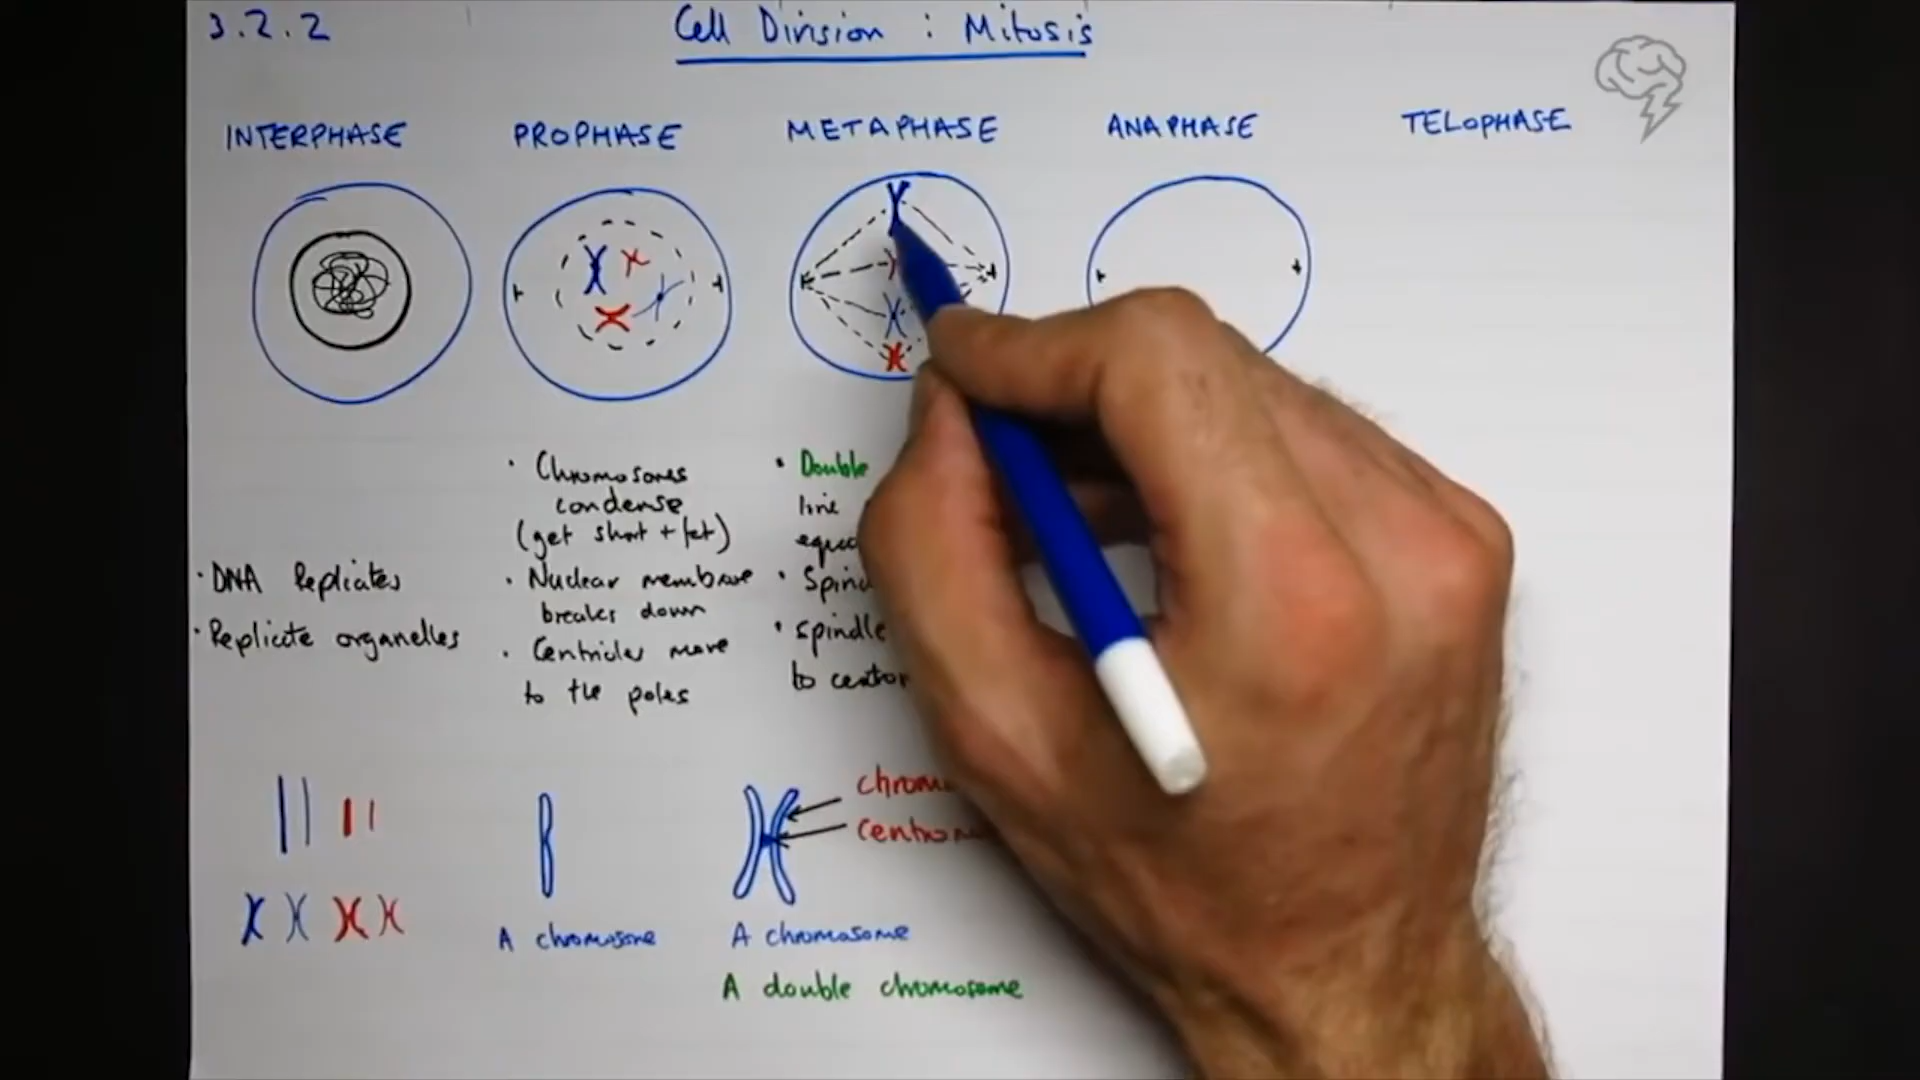 3.2.2
Cell Division : Mitosis
INTERPHASE
PROPHASE
METAPHASE
ANAPHASE
TELOPHASE
· DNA Replicates
· Replicate organelles
· Chromosomes
condense
(get short + fat)
· Nuclear membrane
breaks down
· Centrioles move
to the poles
· Double
line
· spindle
to
A chromosome
A chromosome
A double chromosome